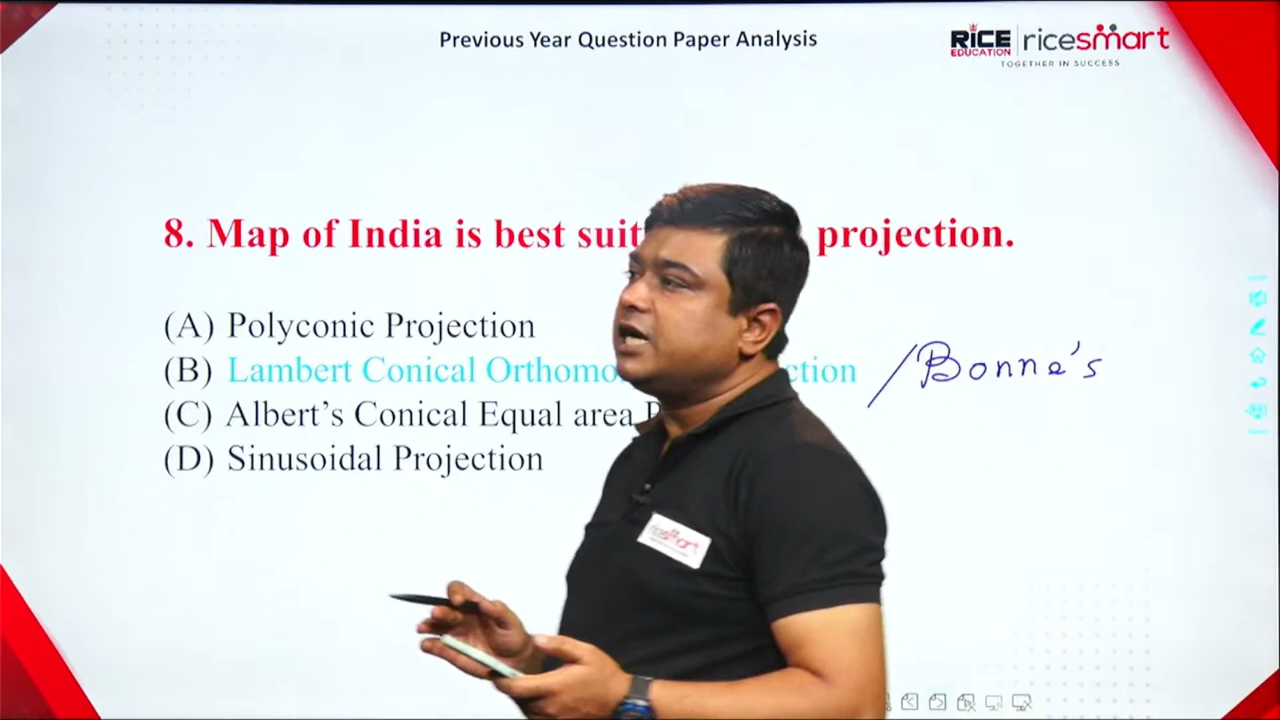 Previous Year Question Paper Analysis
RICE EDUCATION ricesmart
TOGETHER IN SUCCESS
8. Map of India is best suit projection.
(A) Polyconic Projection
(B) Lambert Conical Orthomo ction /Bonne's
(C) Albert’s Conical Equal area P
(D) Sinusoidal Projection
ricesmart